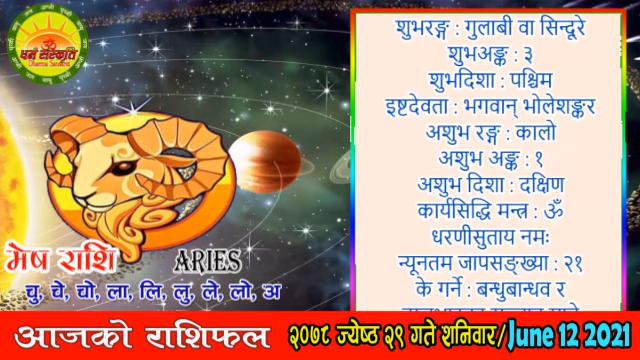 ॐ
धर्म संस्कृति
Dharma Sanskriti
मेष राशि ARIES
चु, चे, चो, ला, लि, लु, ले, लो, अ
शुभरङ्ग : गुलाबी वा सिन्दूरे
शुभअङ्क : ३
शुभदिशा : पश्चिम
इष्टदेवता : भगवान् भोलेशङ्कर
अशुभ रङ्ग : कालो
अशुभ अङ्क : १
अशुभ दिशा : दक्षिण
कार्यसिद्धि मन्त्र : ॐ
धरणीसुताय नमः
न्यूनतम जापसङ्ख्या : २१
के गर्ने : बन्धुबान्धव र
आजको राशिफल २०७८ ज्येष्ठ २९ गते शनिवार/June 12 2021